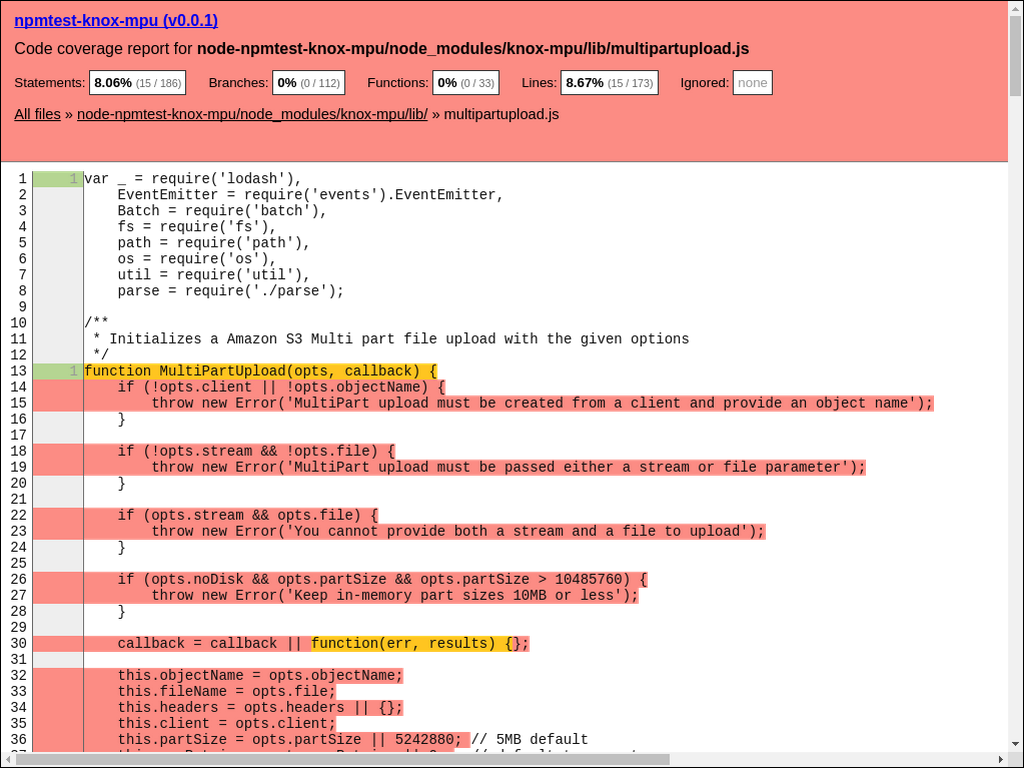 npmtest-knox-mpu (v0.0.1)
Code coverage report for node-npmtest-knox-mpu/node_modules/knox-mpu/lib/multipartupload.js
Statements: 8.06% (15 / 186) Branches: 0% (0 / 112) Functions: 0% (0 / 33) Lines: 8.67% (15 / 173) Ignored: none
All files » node-npmtest-knox-mpu/node_modules/knox-mpu/lib/ » multipartupload.js
1 1 var _ = require('lodash'),
2 EventEmitter = require('events').EventEmitter,
3 Batch = require('batch'),
4 fs = require('fs'),
5 path = require('path'),
6 os = require('os'),
7 util = require('util'),
8 parse = require('./parse');
9
10 /**
11 * Initializes a Amazon S3 Multi part file upload with the given options
12 */
13 1 function MultiPartUpload(opts, callback) {
14 if (!opts.client || !opts.objectName) {
15 throw new Error('MultiPart upload must be created from a client and provide an object name');
16 }
17
18 if (!opts.stream && !opts.file) {
19 throw new Error('MultiPart upload must be passed either a stream or file parameter');
20 }
21
22 if (opts.stream && opts.file) {
23 throw new Error('You cannot provide both a stream and a file to upload');
24 }
25
26 if (opts.noDisk && opts.partSize && opts.partSize > 10485760) {
27 throw new Error('Keep in-memory part sizes 10MB or less');
28 }
29
30 callback = callback || function(err, results) {};
31
32 this.objectName = opts.objectName;
33 this.fileName = opts.file;
34 this.headers = opts.headers || {};
35 this.client = opts.client;
36 this.partSize = opts.partSize || 5242880; // 5MB default